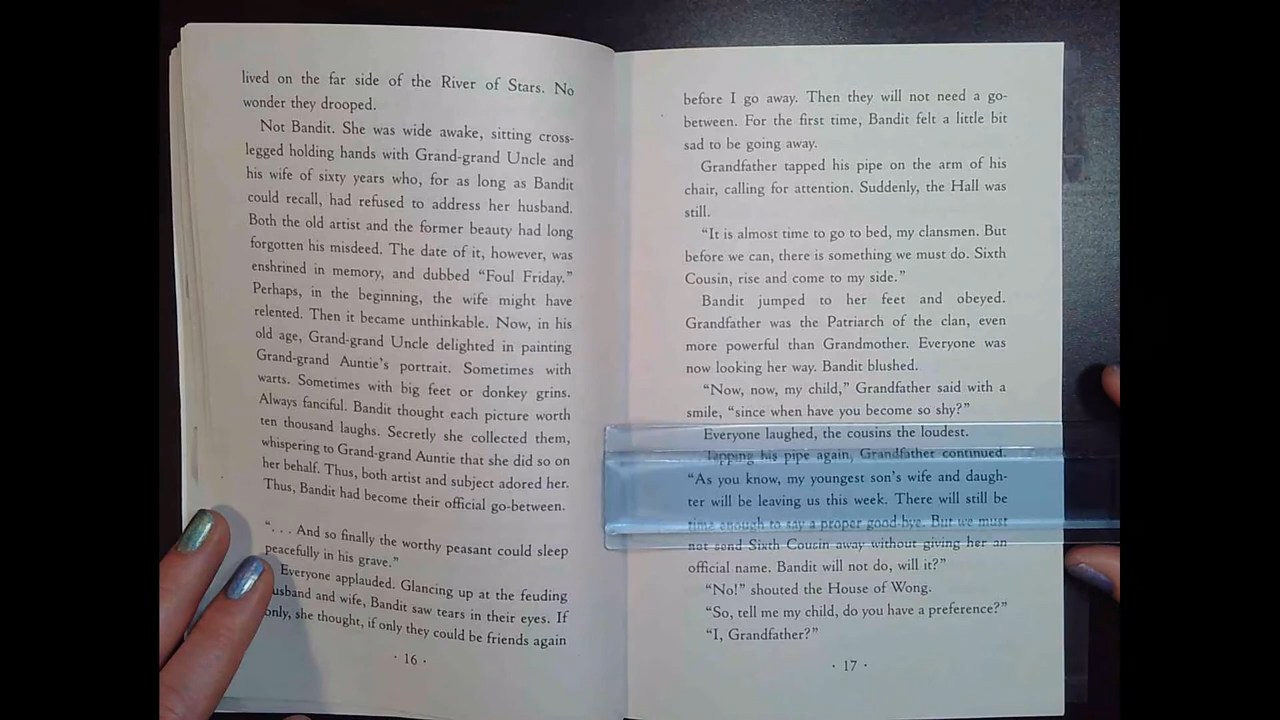 lived on the far side of the River of Stars. No
wonder they drooped.
Not Bandit. She was wide awake, sitting cross-
legged holding hands with Grand-grand Uncle and
his wife of sixty years who, for as long as Bandit
could recall, had refused to address her husband.
Both the old artist and the former beauty had long
forgotten his misdeed. The date of it, however, was
enshrined in memory, and dubbed “Foul Friday.”
Perhaps, in the beginning, the wife might have
relented. Then it became unthinkable. Now, in his
old age, Grand-grand Uncle delighted in painting
Grand-grand Auntie’s portrait. Sometimes with
warts. Sometimes with big feet or donkey grins.
Always fanciful. Bandit thought each picture worth
ten thousand laughs. Secretly she collected them,
whispering to Grand-grand Auntie that she did so on
her behalf. Thus, both artist and subject adored her.
Thus, Bandit had become their official go-between.
“. . . And so finally the worthy peasant could sleep
peacefully in his grave.”
Everyone applauded. Glancing up at the feuding
husband and wife, Bandit saw tears in their eyes. If
only, she thought, if only they could be friends again
· 16 ·
before I go away. Then they will not need a go-
between. For the first time, Bandit felt a little bit
sad to be going away.
Grandfather tapped his pipe on the arm of his
chair, calling for attention. Suddenly, the Hall was
still.
“It is almost time to go to bed, my clansmen. But
before we can, there is something we must do. Sixth
Cousin, rise and come to my side.”
Bandit jumped to her feet and obeyed.
Grandfather was the Patriarch of the clan, even
more powerful than Grandmother. Everyone was
now looking her way. Bandit blushed.
“Now, now, my child,” Grandfather said with a
smile, “since when have you become so shy?”
Everyone laughed, the cousins the loudest.
Tapping his pipe again, Grandfather continued.
“As you know, my youngest son’s wife and daugh-
ter will be leaving us this week. There will still be
time enough to say a proper good-bye. But we must
not send Sixth Cousin away without giving her an
official name. Bandit will not do, will it?”
“No!” shouted the House of Wong.
“So, tell me my child, do you have a preference?”
“I, Grandfather?”
· 17 ·